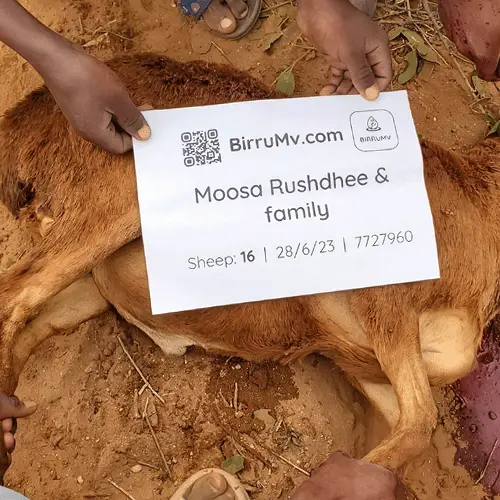 BirruMv.com
BIRRUMV
Moosa Rushdhee &
family
Sheep: 16 | 28/6/23 | 7727960